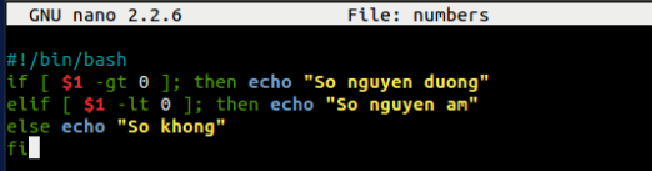 GNU nano 2.2.6 File: numbers
#!/bin/bash
if [ $1 -gt 0 ]; then echo "So nguyen duong"
elif [ $1 -lt 0 ]; then echo "So nguyen am"
else echo "So khong"
fi